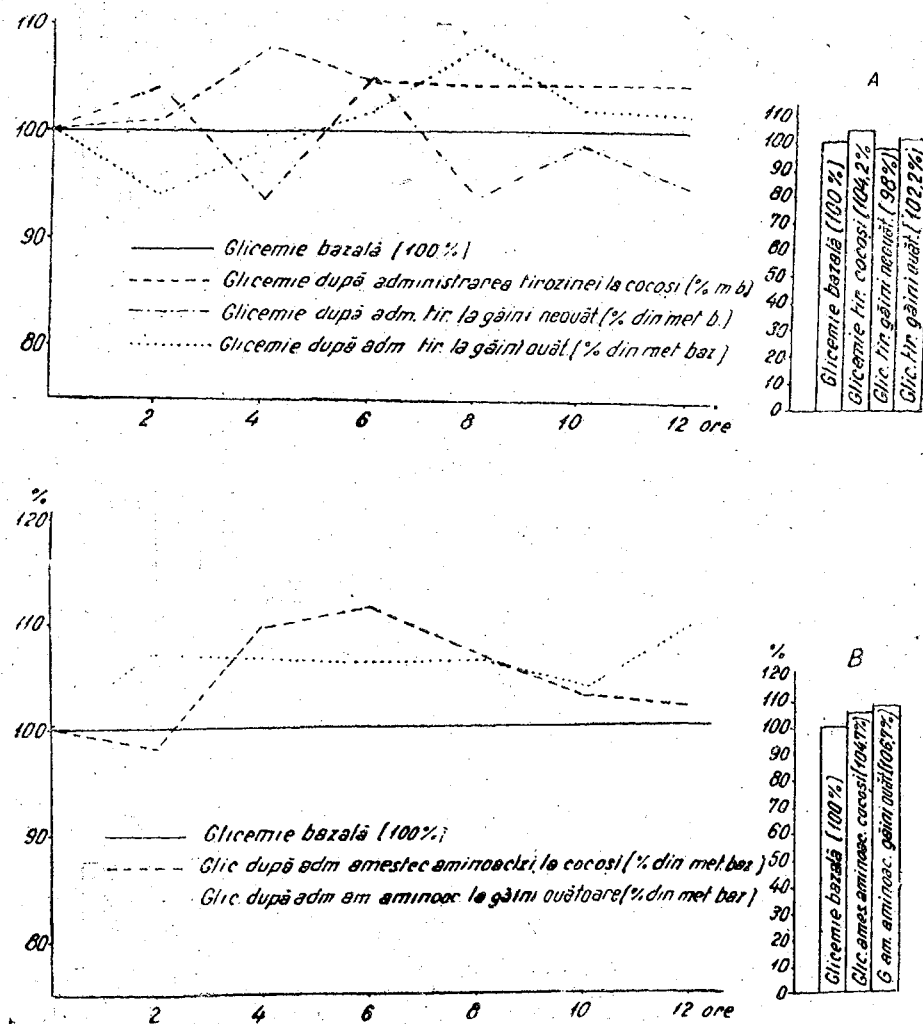 110
100
90
80
Glicemie bazală (100%)
Glicemie după administrarea tirozinei la cocoși (% m b)
Glicemie după adm. tir. la găini neouăt (% din met b.)
Glicemie după adm tir. la găini ouăt. (% din met baz)
2 4 6 8 10 12 ore
A
110
100
90
80
70
60
50
40
30
20
10
0
Glicemie bazală (100%)
Glicemie tir. cocoși (104,2%
Glic. tir. găini neouăt. (98%)
Glic. tir. găini ouăt. (102,2%)
%
120
110
100
90
80
Glicemie bazală (100%)
Glic după adm amestec aminoacizi la cocoși (% din met. baz)
Glic. după adm am aminoac. la găini ouătoare (% din met baz)
2 4 6 8 10 12 ore
B
%
120
110
100
90
80
70
60
50
40
30
20
10
0
Glicemie bazală (100%)
Glic. ames aminoac. cocoși (104,7%)
G am. aminoac. găini ouăt (106,7%)